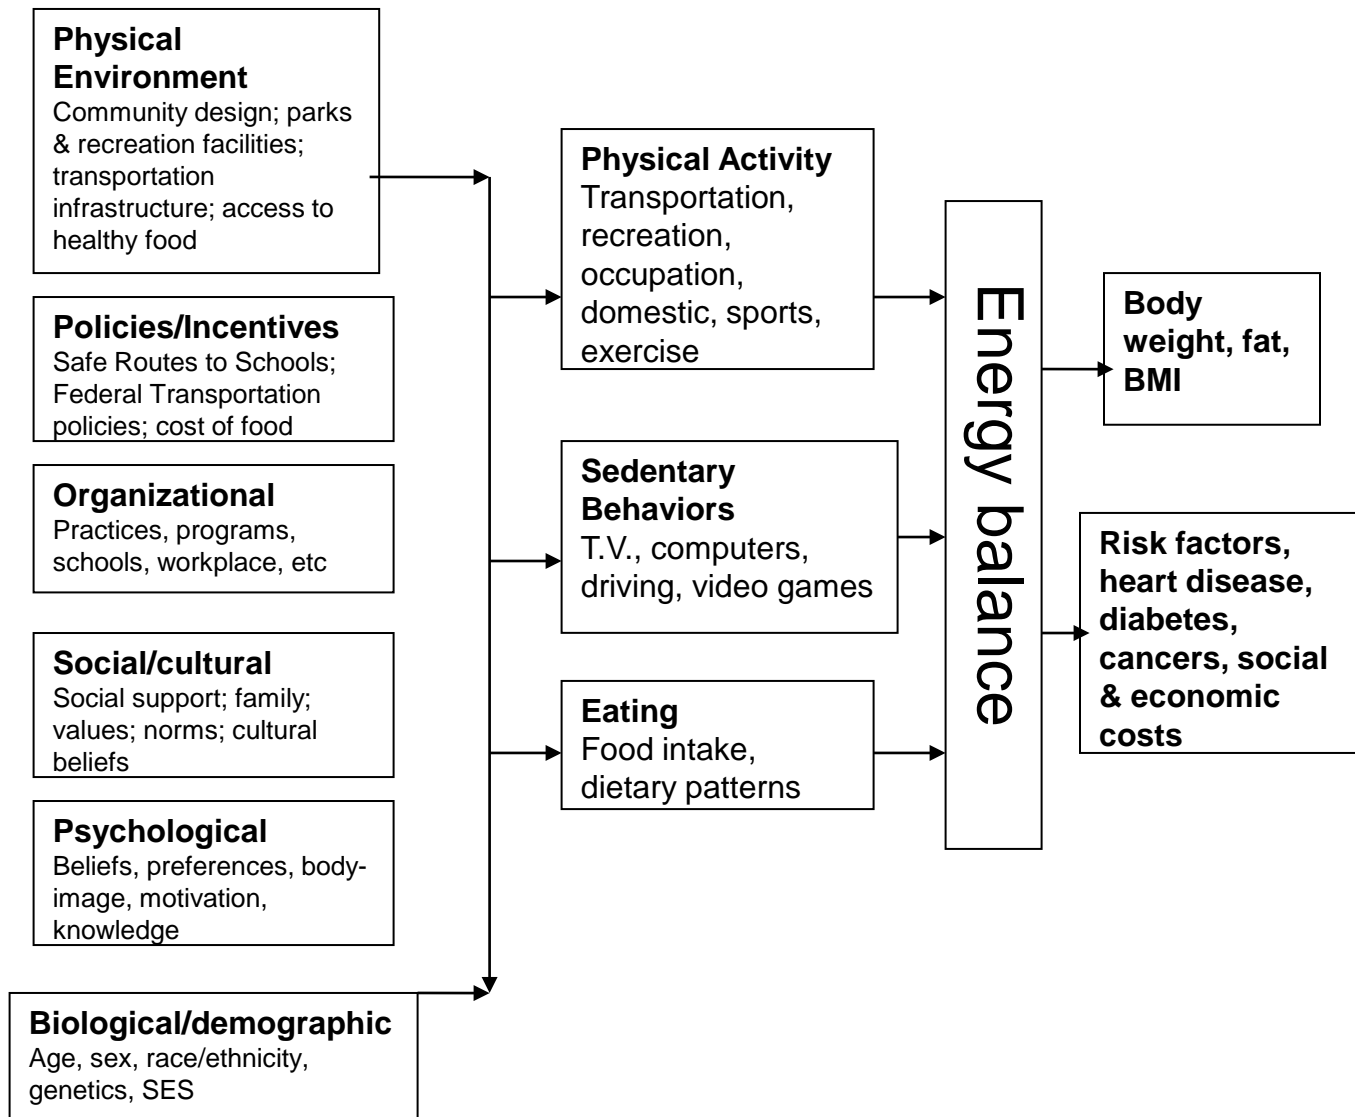 Physical
Environment
Community design; parks
& recreation facilities;
transportation
infrastructure; access to
healthy food
Policies/Incentives
Safe Routes to Schools;
Federal Transportation
policies; cost of food
Organizational
Practices, programs,
schools, workplace, etc
Social/cultural
Social support; family;
values; norms; cultural
beliefs
Psychological
Beliefs, preferences, body-
image, motivation,
knowledge
Biological/demographic
Age, sex, race/ethnicity,
genetics, SES
Physical Activity
Transportation,
recreation,
occupation,
domestic, sports,
exercise
Sedentary
Behaviors
T.V., computers,
driving, video games
Eating
Food intake,
dietary patterns
Energy balance
Body
weight, fat,
BMI
Risk factors,
heart disease,
diabetes,
cancers, social
& economic
costs